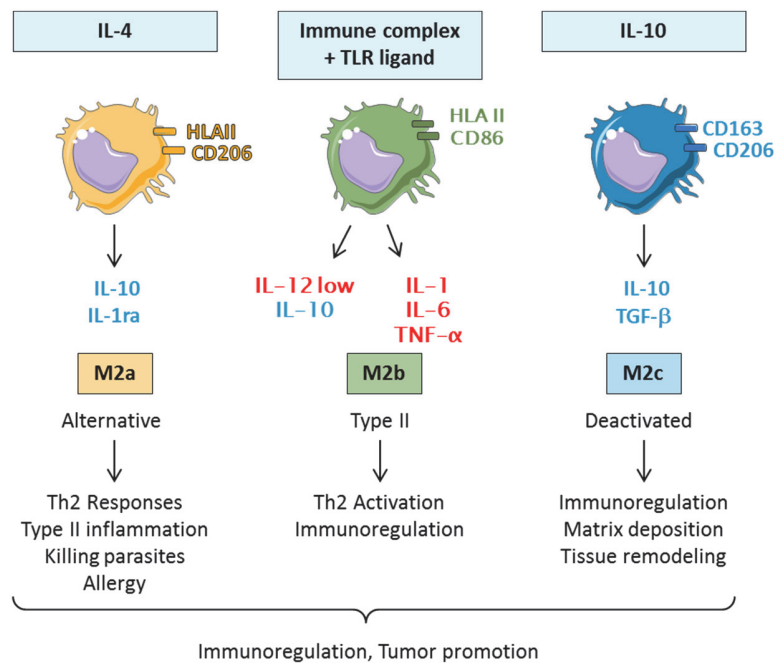 IL-4
Immune complex
+ TLR ligand
IL-10
HLAII
CD206
HLA II
CD86
CD163
CD206
IL-10
IL-1ra
IL-12 low
IL-10
IL-1
IL-6
TNF-α
IL-10
TGF-β
M2a
M2b
M2c
Alternative
Type II
Deactivated
Th2 Responses
Type II inflammation
Killing parasites
Allergy
Th2 Activation
Immunoregulation
Immunoregulation
Matrix deposition
Tissue remodeling
Immunoregulation, Tumor promotion